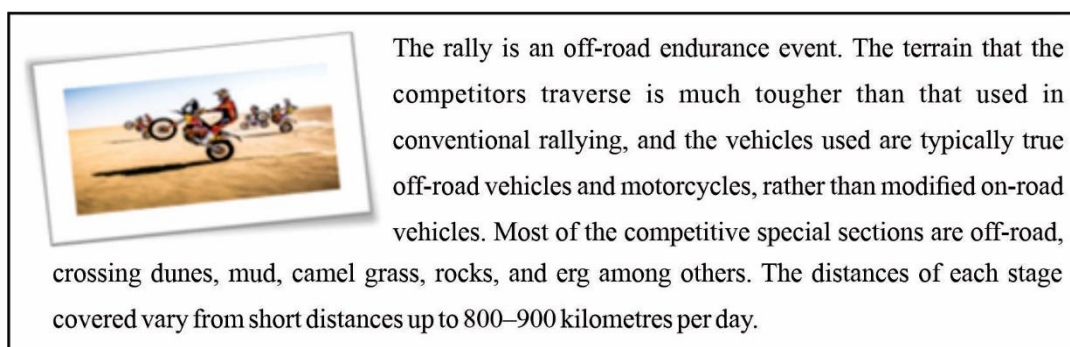 The rally is an off-road endurance event. The terrain that the
competitors traverse is much tougher than that used in
conventional rallying, and the vehicles used are typically true
off-road vehicles and motorcycles, rather than modified on-road
vehicles. Most of the competitive special sections are off-road,
crossing dunes, mud, camel grass, rocks, and erg among others. The distances of each stage
covered vary from short distances up to 800–900 kilometres per day.